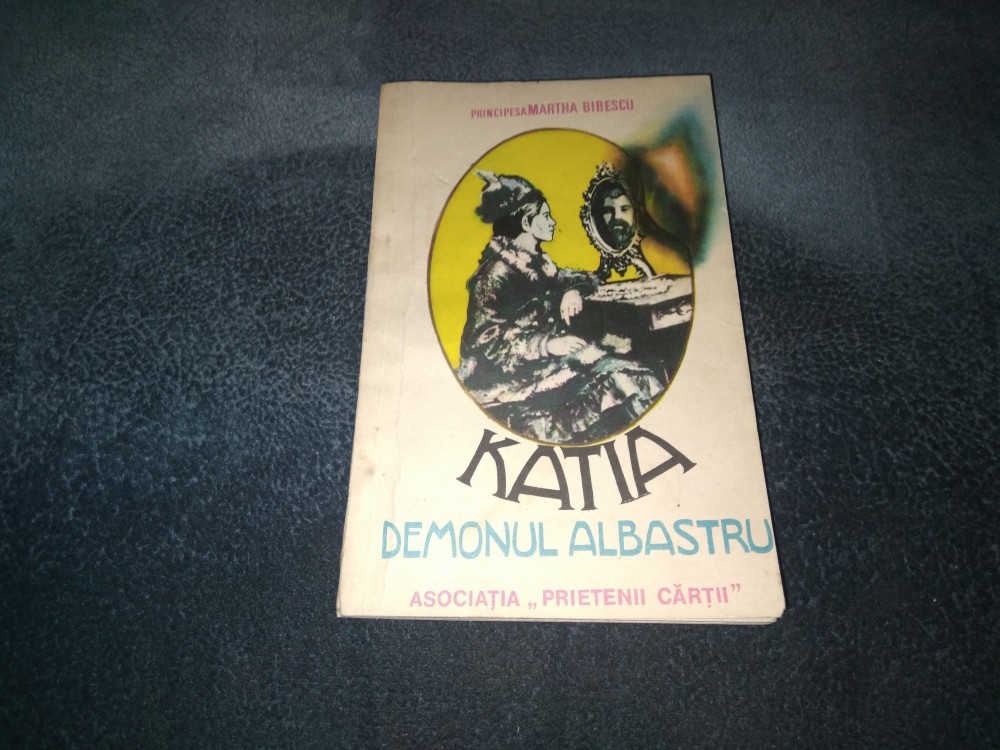 PRINCIPESA MARTHA BIBESCU
KATIA
DEMONUL ALBASTRU
ASOCIAȚIA „PRIETENII CĂRȚII”